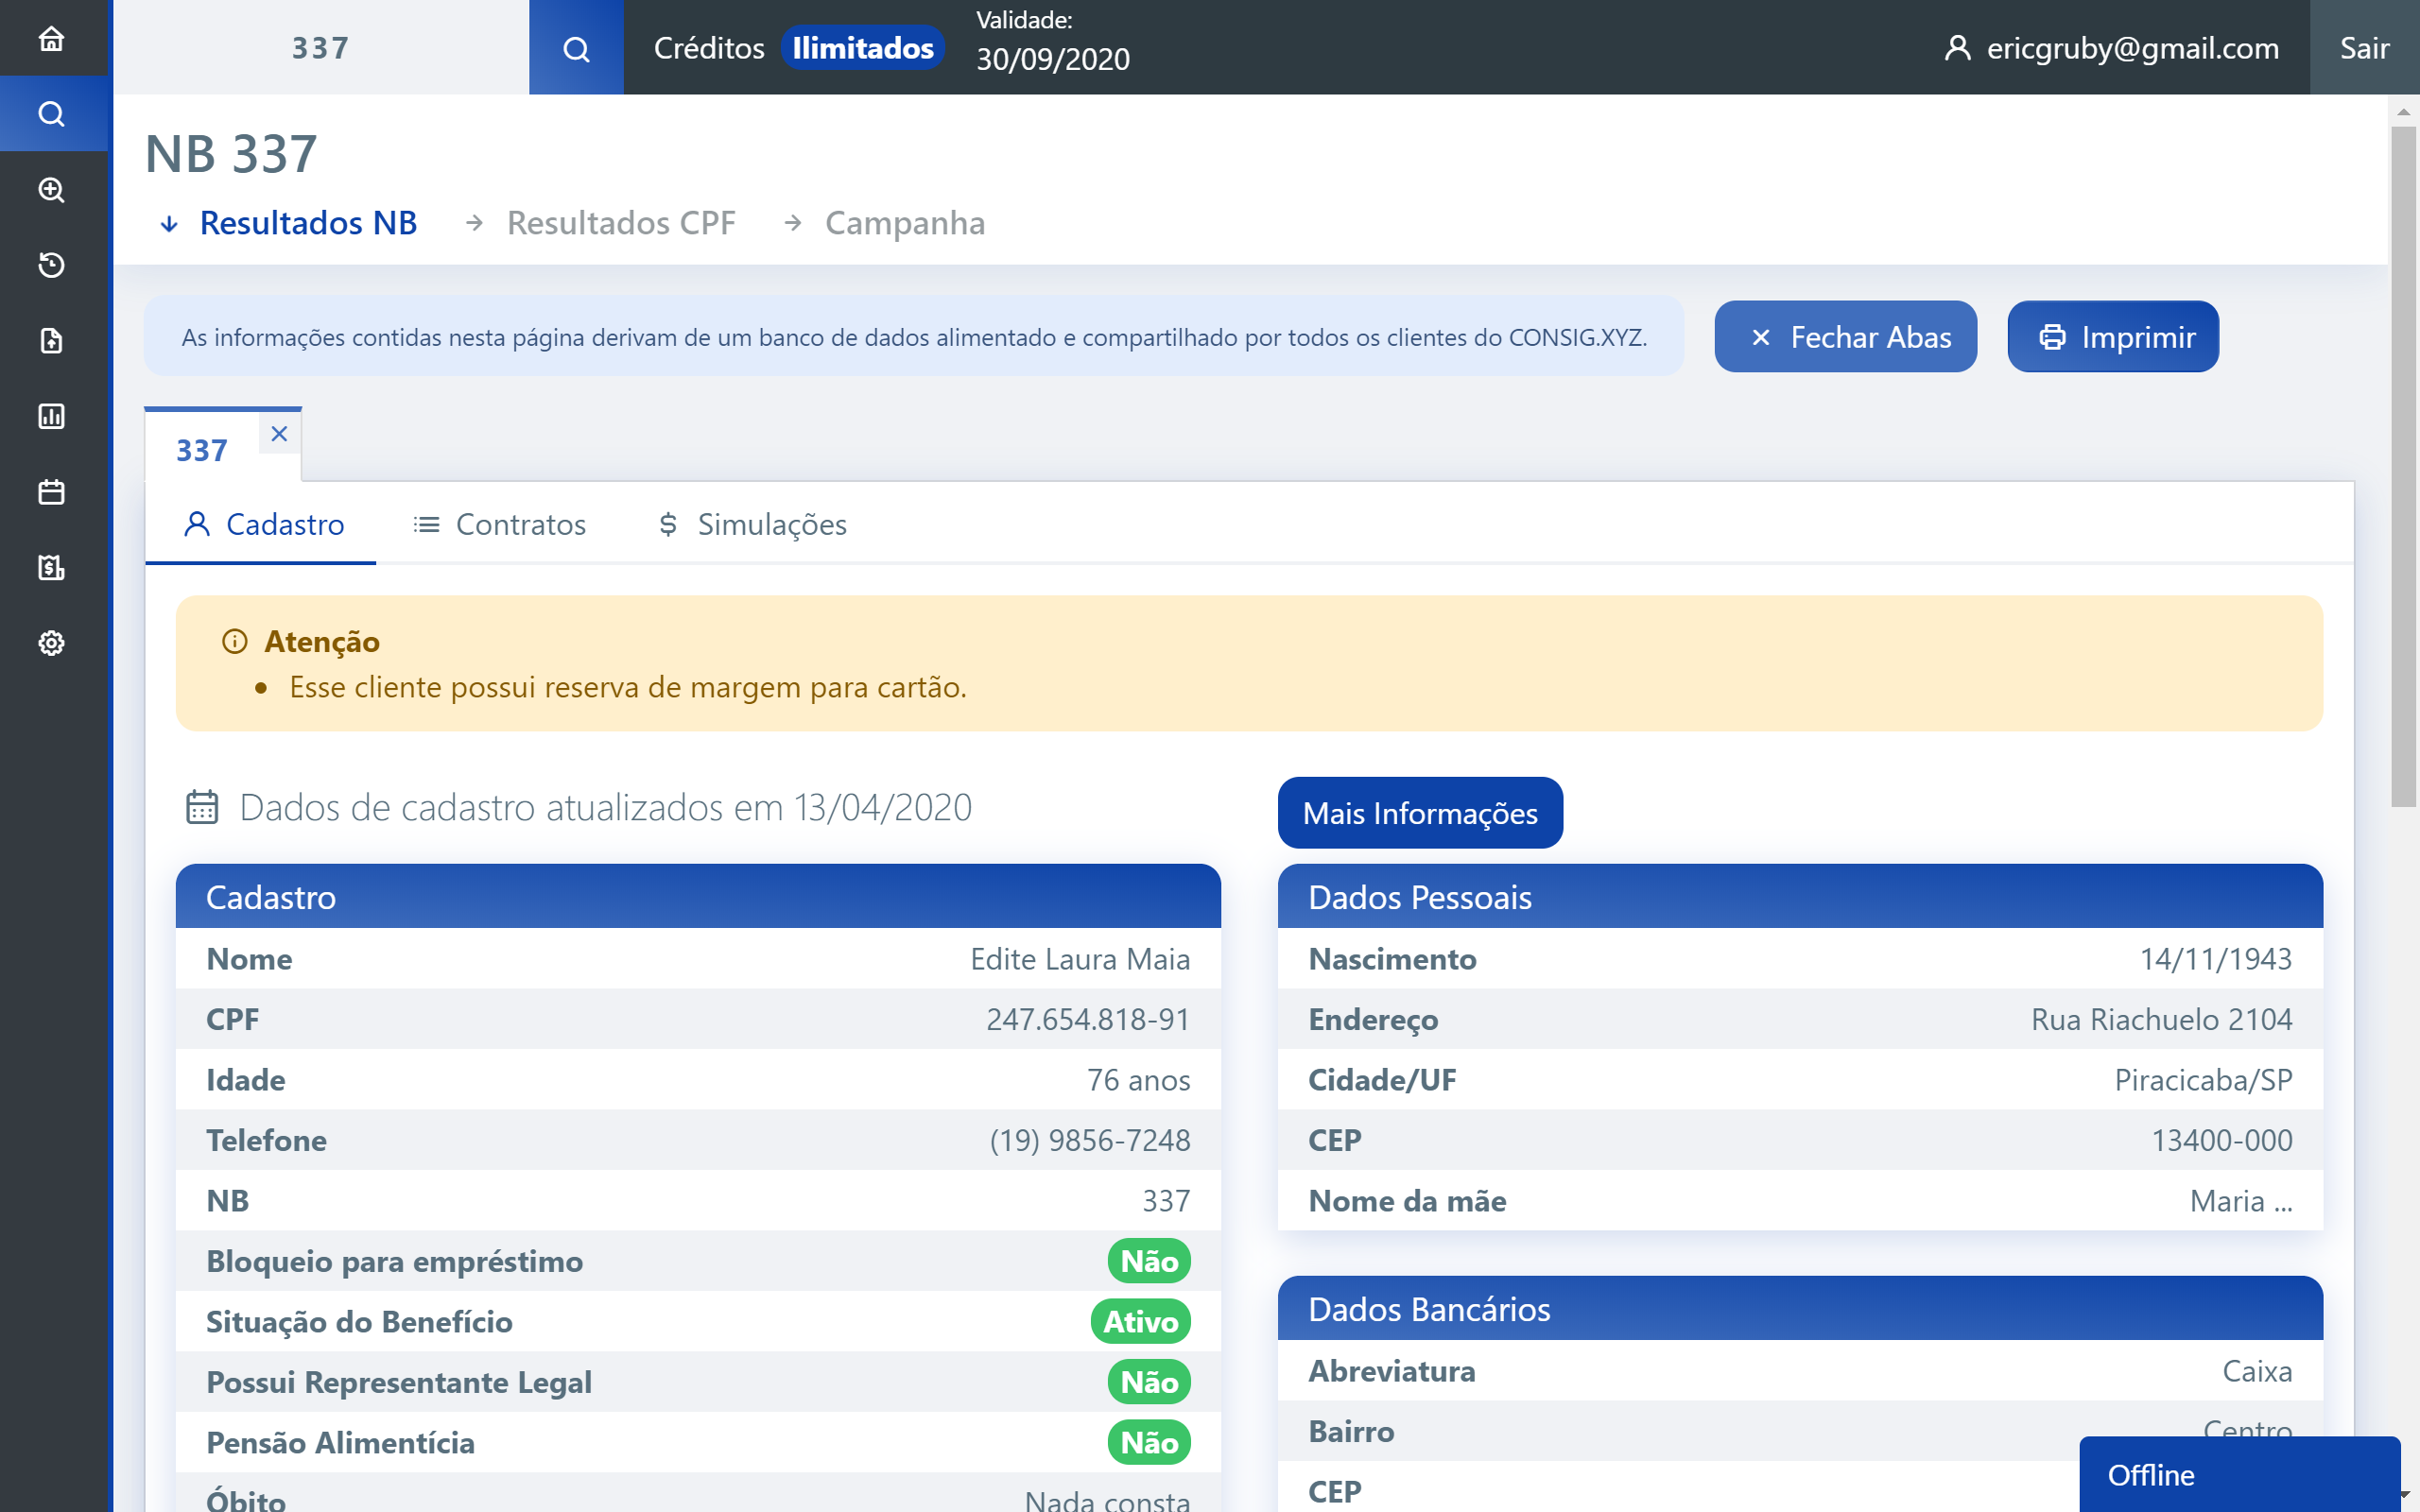 337
Créditos Ilimitados
Validade:
30/09/2020
ericgruby@gmail.com
Sair
NB 337
Resultados NB
Resultados CPF
Campanha
As informações contidas nesta página derivam de um banco de dados alimentado e compartilhado por todos os clientes do CONSIG.XYZ.
Fechar Abas
Imprimir
337
Cadastro
Contratos
Simulações
Atenção
Esse cliente possui reserva de margem para cartão.
Dados de cadastro atualizados em 13/04/2020
Mais Informações
Cadastro
Nome Edite Laura Maia
CPF 247.654.818-91
Idade 76 anos
Telefone (19) 9856-7248
NB 337
Bloqueio para empréstimo Não
Situação do Benefício Ativo
Possui Representante Legal Não
Pensão Alimentícia Não
Óbito Nada consta
Dados Pessoais
Nascimento 14/11/1943
Endereço Rua Riachuelo 2104
Cidade/UF Piracicaba/SP
CEP 13400-000
Nome da mãe Maria ...
Dados Bancários
Abreviatura Caixa
Bairro Centro
CEP
Offline